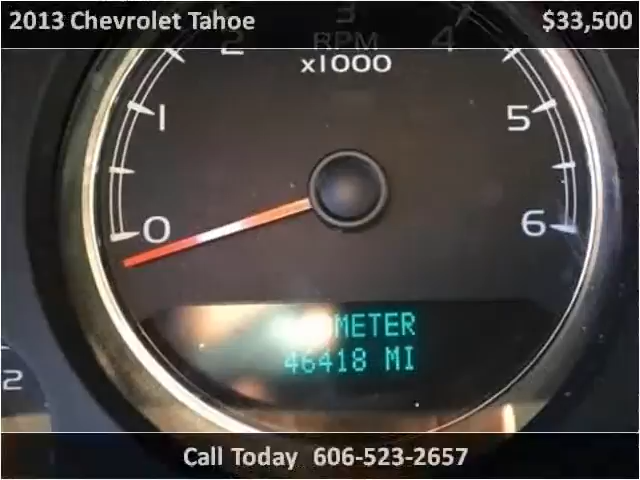 2013 Chevrolet Tahoe $33,500
3
2 4
RPM
x1000
1 5
0 6
METER
46418 MI
2
Call Today 606-523-2657